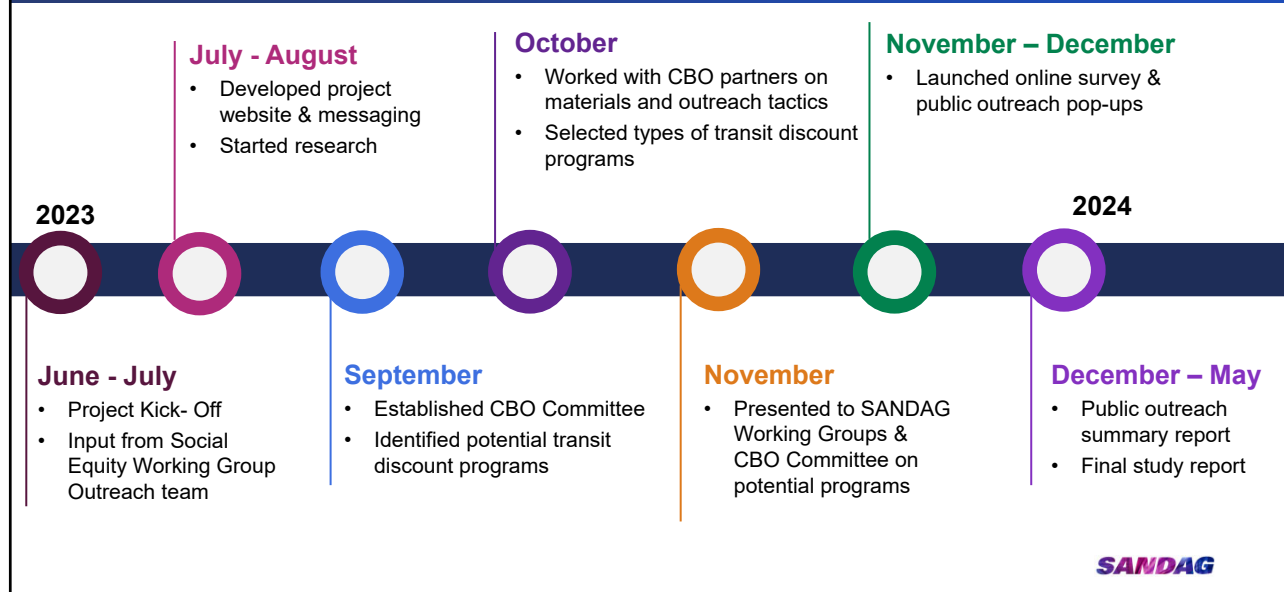 July - August
• Developed project
website & messaging
• Started research
October
• Worked with CBO partners on
materials and outreach tactics
• Selected types of transit discount
programs
November – December
• Launched online survey &
public outreach pop-ups
2023
2024
June - July
• Project Kick- Off
• Input from Social
Equity Working Group
Outreach team
September
• Established CBO Committee
• Identified potential transit
discount programs
November
• Presented to SANDAG
Working Groups &
CBO Committee on
potential programs
December – May
• Public outreach
summary report
• Final study report
SANDAG